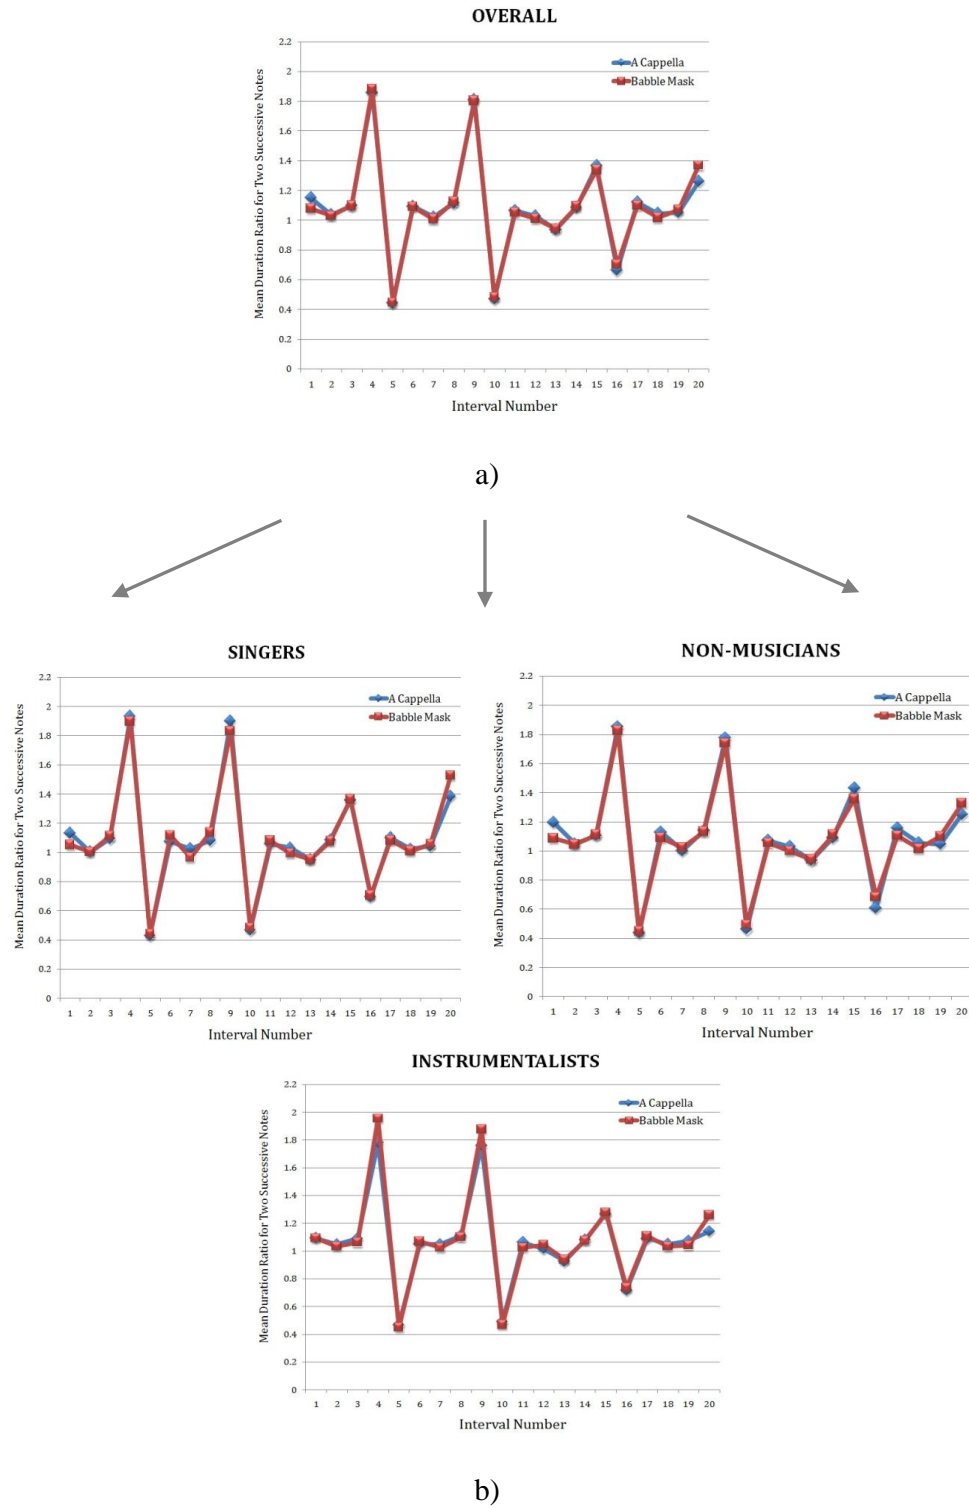 OVERALL
2.2
2
1.8
1.6
1.4
1.2
1
0.8
0.6
0.4
0.2
0
Mean Duration Ratio for Two Successive Notes
A Cappella
Babble Mask
1 2 3 4 5 6 7 8 9 10 11 12 13 14 15 16 17 18 19 20
Interval Number
a)
SINGERS
2.2
2
1.8
1.6
1.4
1.2
1
0.8
0.6
0.4
0.2
0
Mean Duration Ratio for Two Successive Notes
A Cappella
Babble Mask
1 2 3 4 5 6 7 8 9 10 11 12 13 14 15 16 17 18 19 20
Interval Number
NON-MUSICIANS
2.2
2
1.8
1.6
1.4
1.2
1
0.8
0.6
0.4
0.2
0
Mean Duration Ratio for Two Successive Notes
A Cappella
Babble Mask
1 2 3 4 5 6 7 8 9 10 11 12 13 14 15 16 17 18 19 20
Interval Number
INSTRUMENTALISTS
2.2
2
1.8
1.6
1.4
1.2
1
0.8
0.6
0.4
0.2
0
Mean Duration Ratio for Two Successive Notes
A Cappella
Babble Mask
1 2 3 4 5 6 7 8 9 10 11 12 13 14 15 16 17 18 19 20
Interval Number
b)